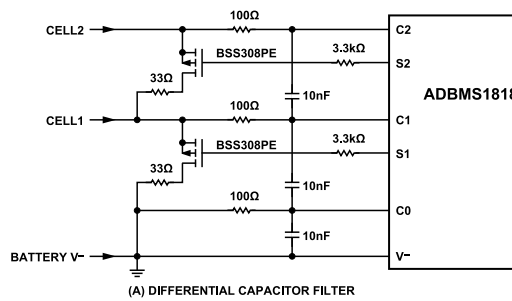 CELL2
100Ω
C2
BSS308PE
3.3kΩ
S2
33Ω
10nF
ADBMS1818
CELL1
100Ω
C1
BSS308PE
3.3kΩ
S1
33Ω
10nF
100Ω
C0
10nF
BATTERY V–
V–
(A) DIFFERENTIAL CAPACITOR FILTER